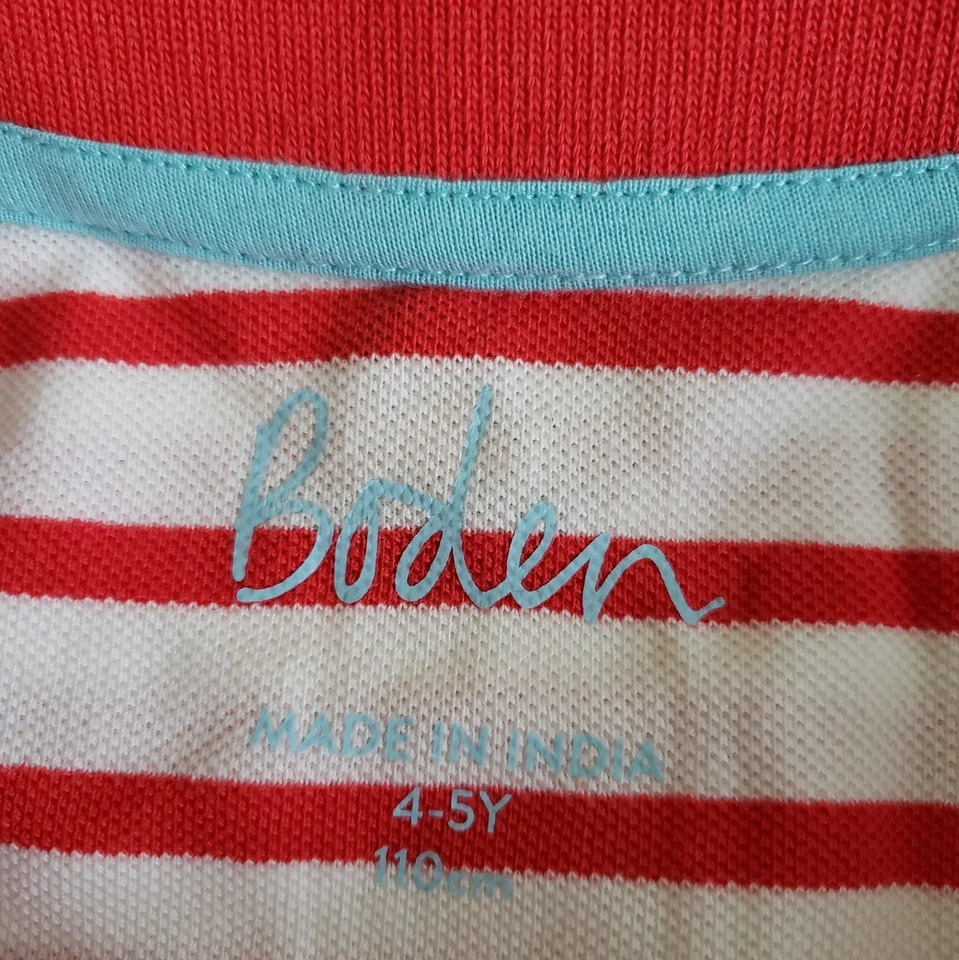 Boden
MADE IN INDIA
4-5Y
110cm